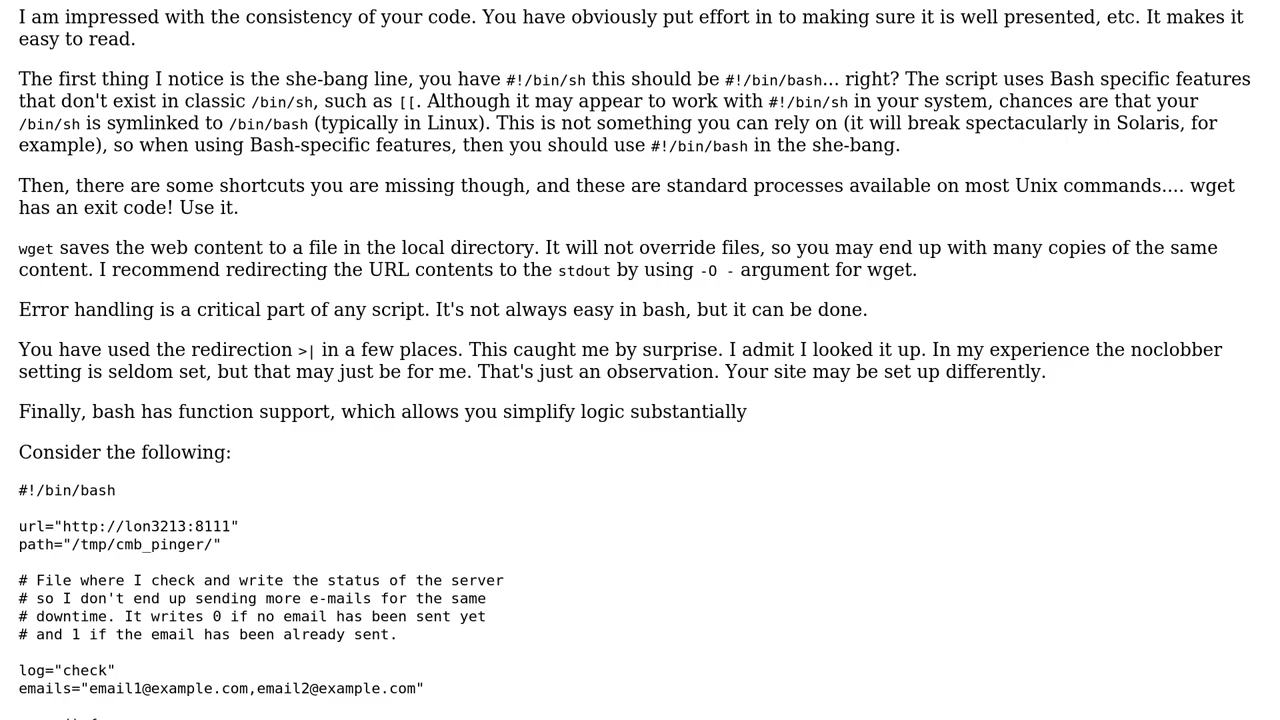 I am impressed with the consistency of your code. You have obviously put effort in to making sure it is well presented, etc. It makes it
easy to read.
The first thing I notice is the she-bang line, you have #!/bin/sh this should be #!/bin/bash... right? The script uses Bash specific features
that don't exist in classic /bin/sh, such as [[. Although it may appear to work with #!/bin/sh in your system, chances are that your
/bin/sh is symlinked to /bin/bash (typically in Linux). This is not something you can rely on (it will break spectacularly in Solaris, for
example), so when using Bash-specific features, then you should use #!/bin/bash in the she-bang.
Then, there are some shortcuts you are missing though, and these are standard processes available on most Unix commands.... wget
has an exit code! Use it.
wget saves the web content to a file in the local directory. It will not override files, so you may end up with many copies of the same
content. I recommend redirecting the URL contents to the stdout by using -O - argument for wget.
Error handling is a critical part of any script. It's not always easy in bash, but it can be done.
You have used the redirection >| in a few places. This caught me by surprise. I admit I looked it up. In my experience the noclobber
setting is seldom set, but that may just be for me. That's just an observation. Your site may be set up differently.
Finally, bash has function support, which allows you simplify logic substantially
Consider the following:
#!/bin/bash
url="http://lon3213:8111"
path="/tmp/cmb_pinger/"
# File where I check and write the status of the server
# so I don't end up sending more e-mails for the same
# downtime. It writes 0 if no email has been sent yet
# and 1 if the email has been already sent.
log="check"
emails="email1@example.com,email2@example.com"